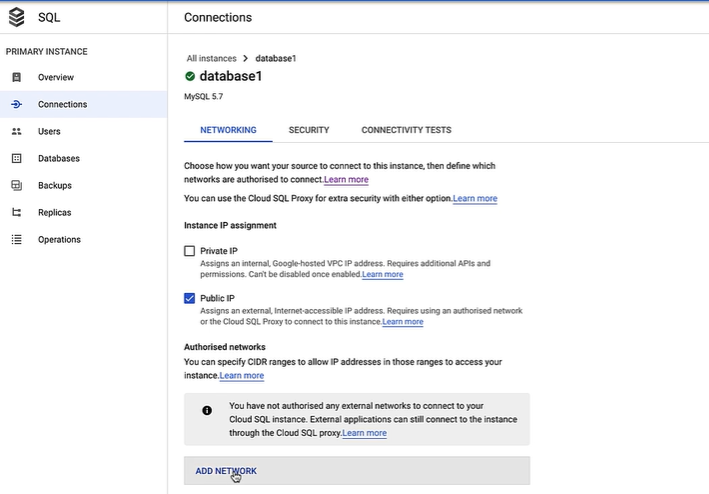 SQL
Connections
PRIMARY INSTANCE
Overview
Connections
Users
Databases
Backups
Replicas
Operations
All instances > database1
database1
MySQL 5.7
NETWORKING SECURITY CONNECTIVITY TESTS
Choose how you want your source to connect to this instance, then define which
networks are authorised to connect.Learn more
You can use the Cloud SQL Proxy for extra security with either option.Learn more
Instance IP assignment
Private IP
Assigns an internal, Google-hosted VPC IP address. Requires additional APIs and
permissions. Can't be disabled once enabled.Learn more
Public IP
Assigns an external, Internet-accessible IP address. Requires using an authorised network
or the Cloud SQL Proxy to connect to this instance.Learn more
Authorised networks
You can specify CIDR ranges to allow IP addresses in those ranges to access your
instance.Learn more
You have not authorised any external networks to connect to your
Cloud SQL instance. External applications can still connect to the instance
through the Cloud SQL proxy.Learn more
ADD NETWORK